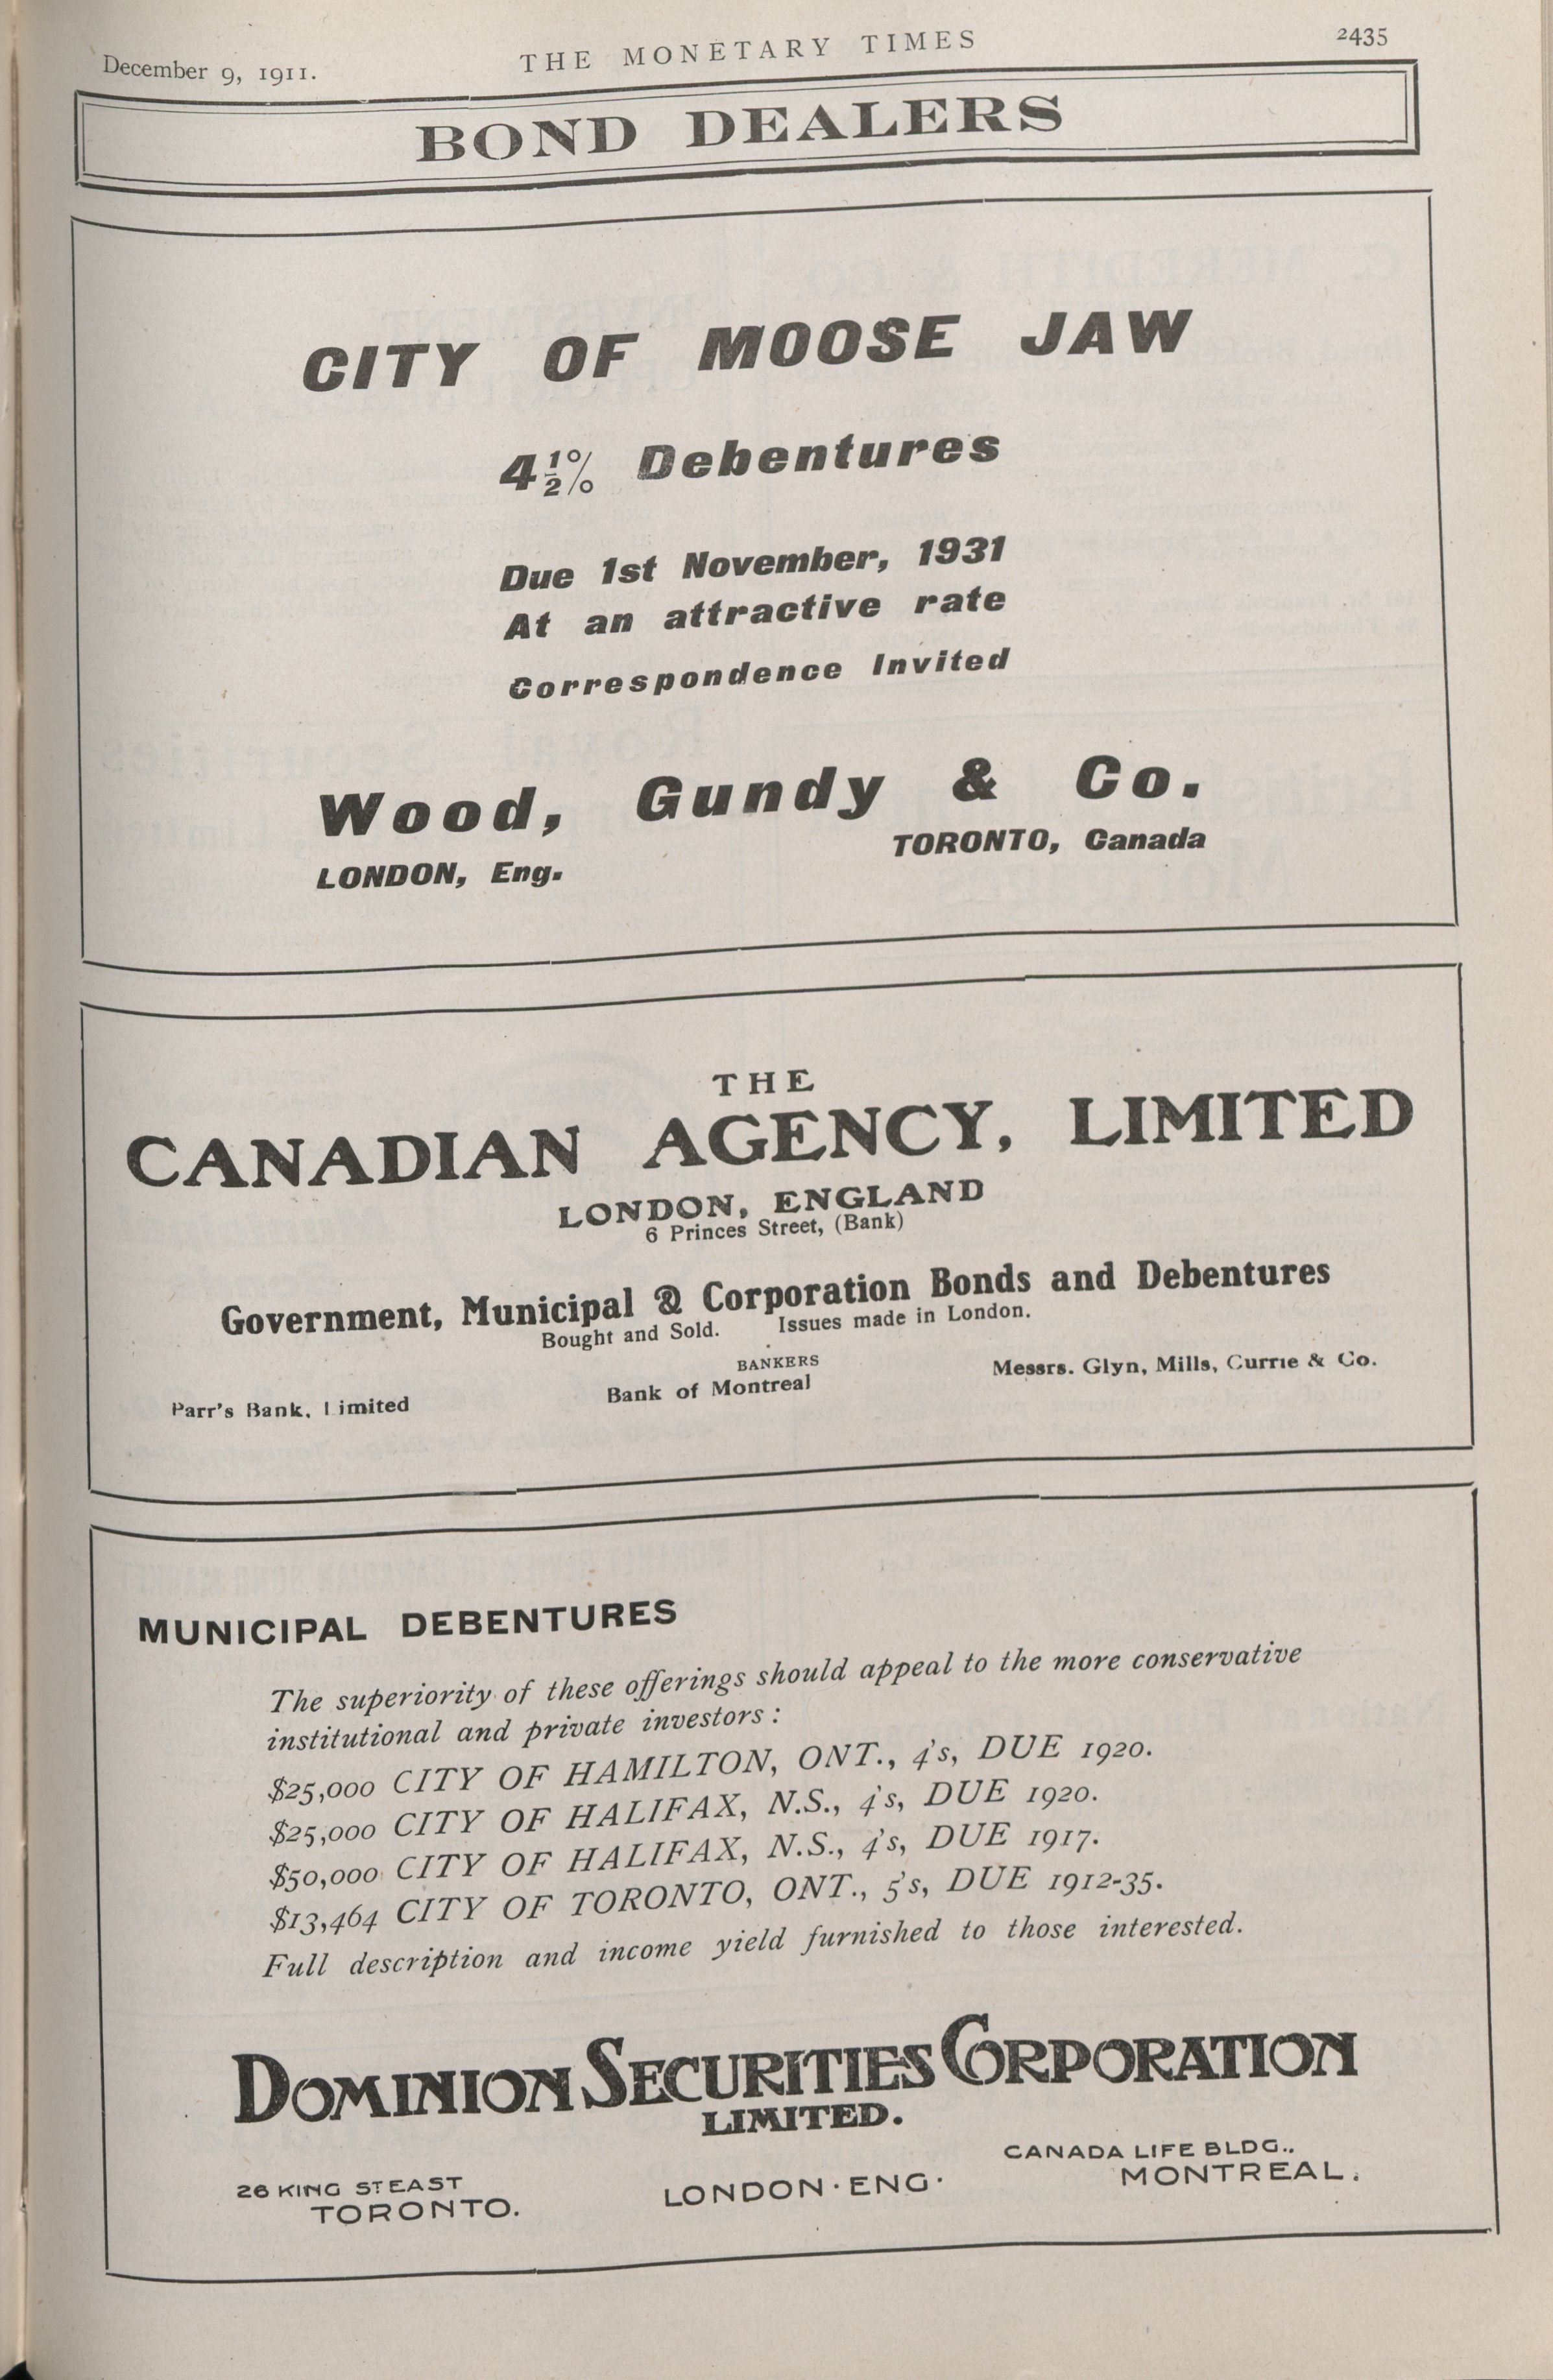 December 9, 1911. THE MONETARY TIMES 2435
BOND DEALERS
CITY OF MOOSE JAW
4½% Debentures
Due 1st November, 1931
At an attractive rate
Correspondence Invited
Wood, Gundy & Co.
LONDON, Eng. TORONTO, Canada
THE
CANADIAN AGENCY, LIMITED
LONDON, ENGLAND
6 Princes Street, (Bank)
Government, Municipal & Corporation Bonds and Debentures
Bought and Sold. Issues made in London.
BANKERS
Parr's Bank, Limited Bank of Montreal Messrs. Glyn, Mills, Currie & Co.
MUNICIPAL DEBENTURES
The superiority of these offerings should appeal to the more conservative
institutional and private investors :
$25,000 CITY OF HAMILTON, ONT., 4's, DUE 1920.
$25,000 CITY OF HALIFAX, N.S., 4's, DUE 1920.
$50,000 CITY OF HALIFAX, N.S., 4's, DUE 1917.
$13,464 CITY OF TORONTO, ONT., 5's, DUE 1912-35.
Full description and income yield furnished to those interested.
DOMINION SECURITIES CORPORATION
LIMITED.
26 KING ST EAST
TORONTO.
LONDON·ENG·
CANADA LIFE BLDG.,
MONTREAL.